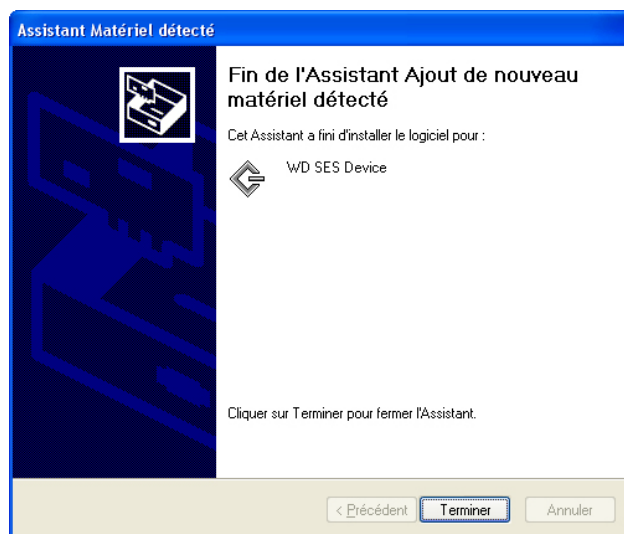 Assistant Matériel détecté
Fin de l'Assistant Ajout de nouveau
matériel détecté
Cet Assistant a fini d'installer le logiciel pour :
WD SES Device
Cliquer sur Terminer pour fermer l'Assistant.
< Précédent
Terminer
Annuler